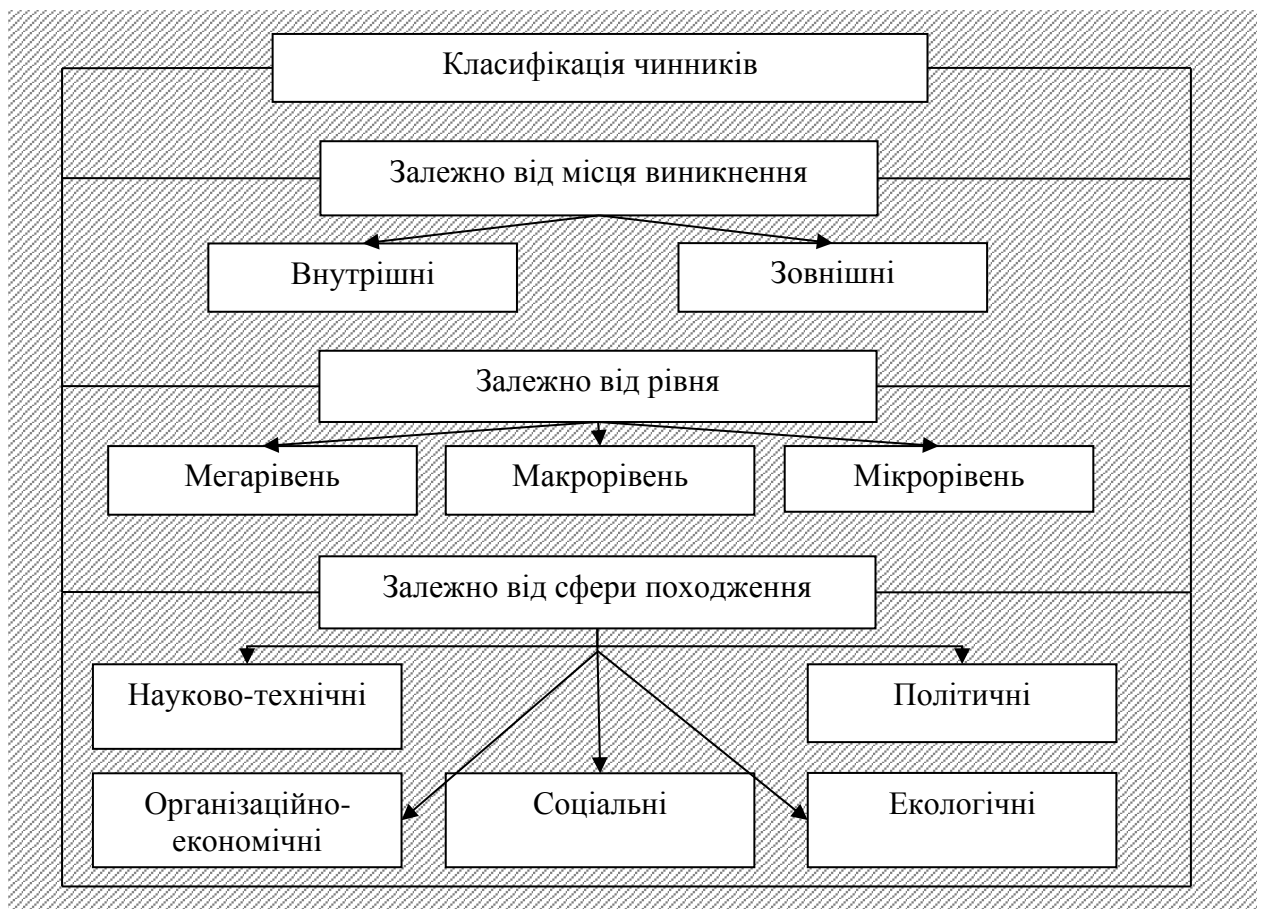 Класифікація чинників
Залежно від місця виникнення
Внутрішні
Зовнішні
Залежно від рівня
Мегарівень
Макрорівень
Мікрорівень
Залежно від сфери походження
Науково-технічні
Політичні
Організаційно-
економічні
Соціальні
Екологічні